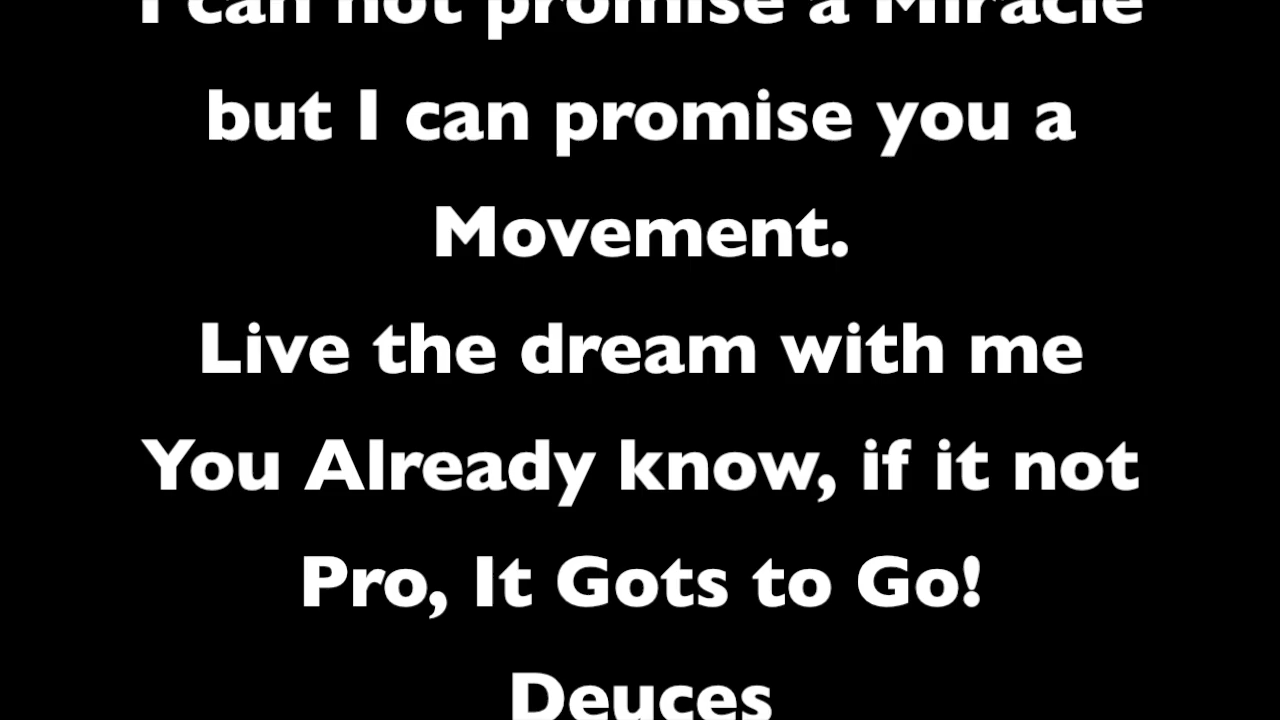 I can not promise a Miracle
but I can promise you a
Movement.
Live the dream with me
You Already know, if it not
Pro, It Gots to Go!
Deuces